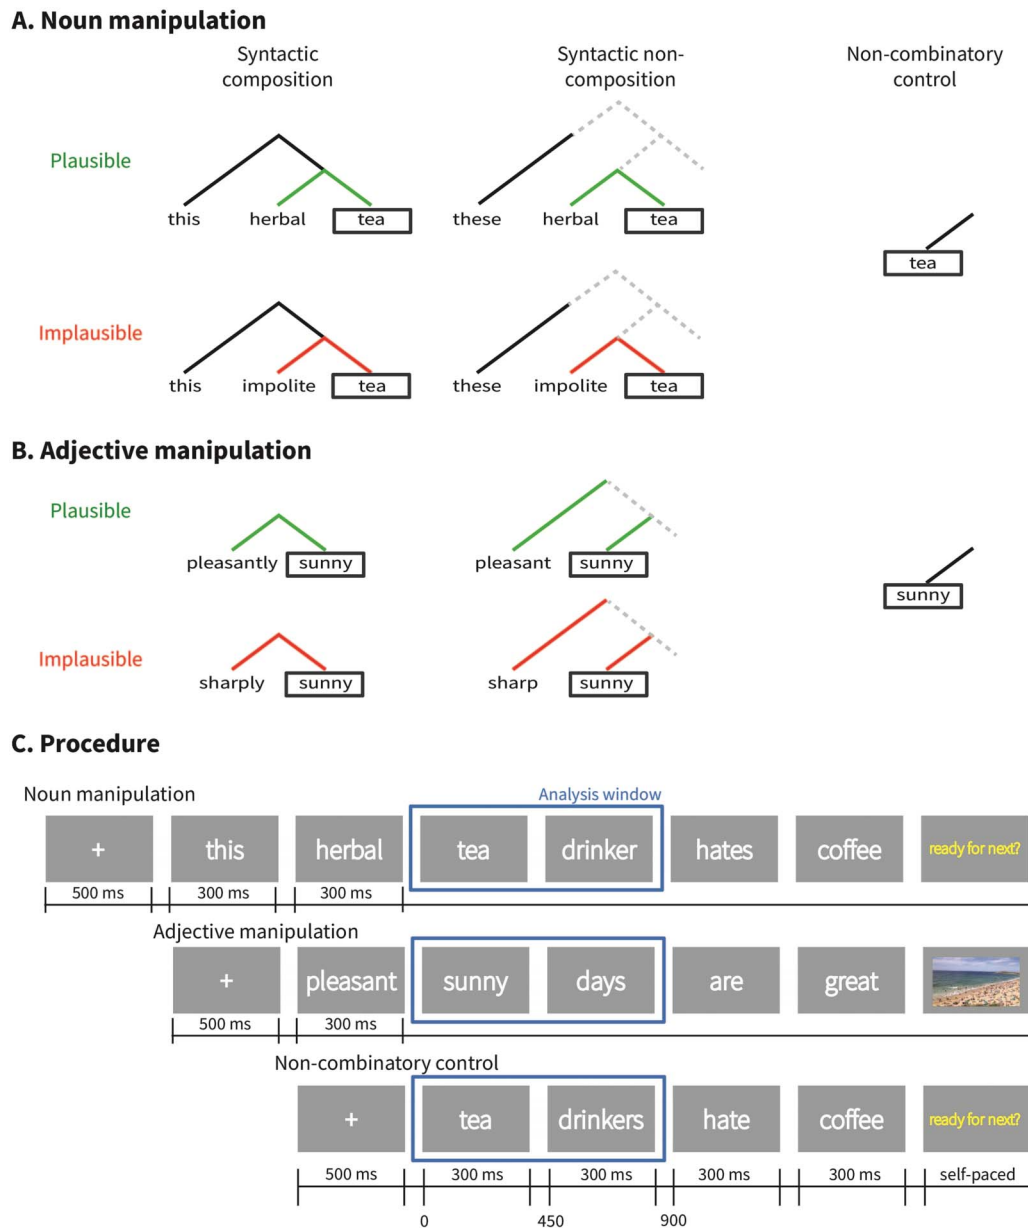 A. Noun manipulation
Syntactic composition
Syntactic non-composition
Non-combinatory control
Plausible
this herbal tea
these herbal tea
tea
Implausible
this impolite tea
these impolite tea
B. Adjective manipulation
Plausible
pleasantly sunny
pleasant sunny
sunny
Implausible
sharply sunny
sharp sunny
C. Procedure
Noun manipulation
Analysis window
+ this herbal tea drinker hates coffee ready for next?
500 ms 300 ms 300 ms
Adjective manipulation
+ pleasant sunny days are great
500 ms 300 ms
Non-combinatory control
+ tea drinkers hate coffee ready for next?
500 ms 300 ms 300 ms 300 ms 300 ms self-paced
0 450 900